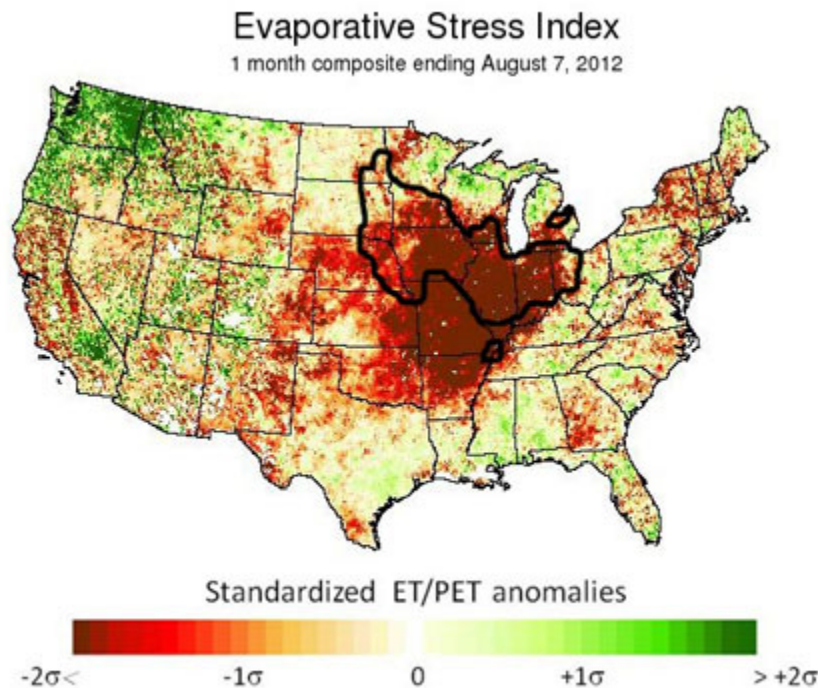 Evaporative Stress Index
1 month composite ending August 7, 2012
Standardized ET/PET anomalies
-2σ< -1σ 0 +1σ > +2σ